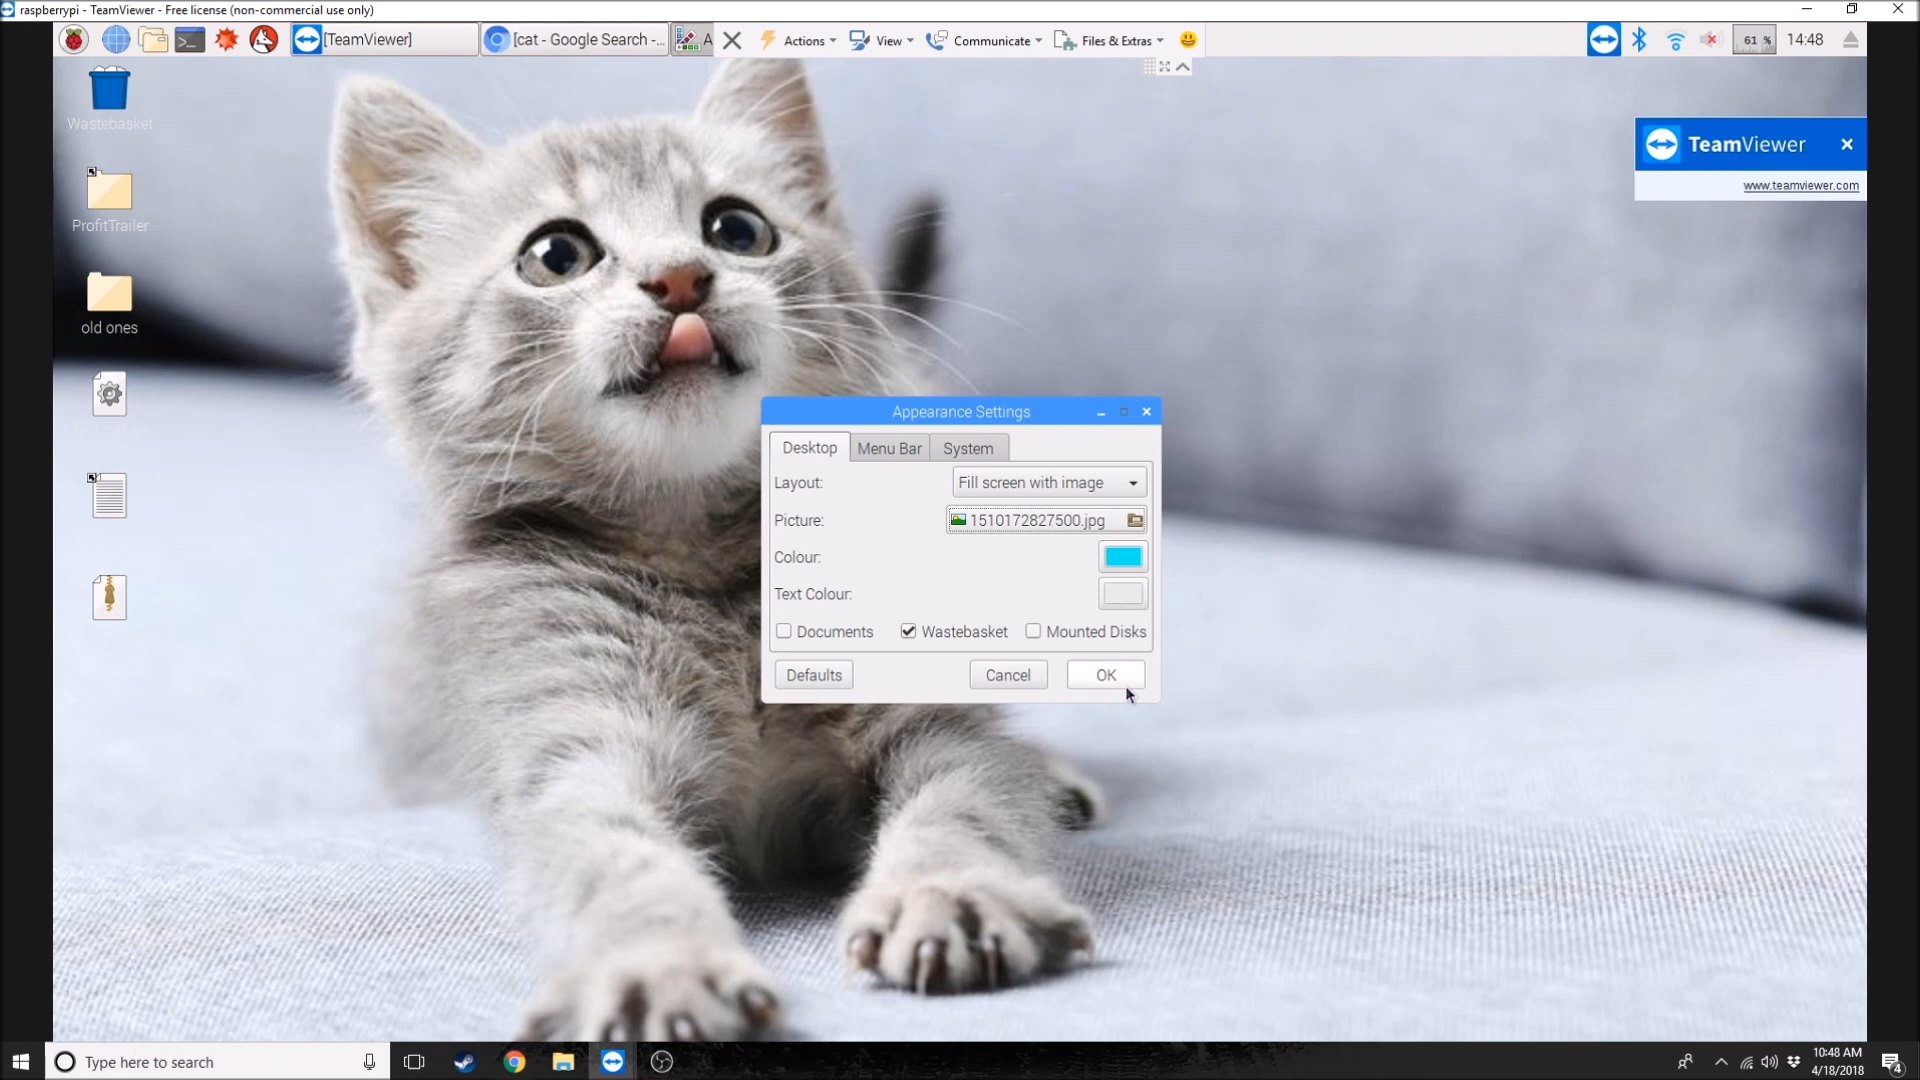 raspberrypi - TeamViewer - Free license (non-commercial use only)
[TeamViewer]
[cat - Google Search -...
A
Actions
View
Communicate
Files & Extras
61 %
14:48
Wastebasket
ProfitTrailer
old ones
TeamViewer
www.teamviewer.com
Appearance Settings
Desktop
Menu Bar
System
Layout:
Fill screen with image
Picture:
1510172827500.jpg
Colour:
Text Colour:
Documents
Wastebasket
Mounted Disks
Defaults
Cancel
OK
Type here to search
10:48 AM
4/18/2018
4